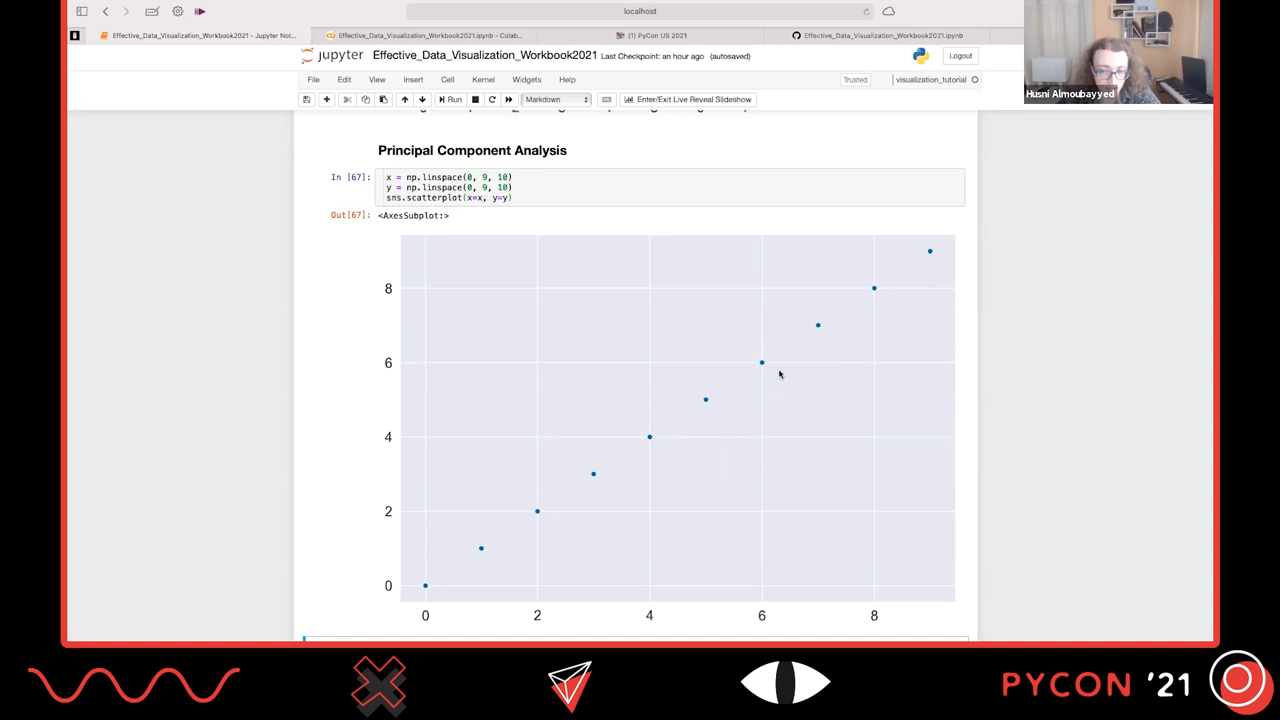 localhost
Effective_Data_Visualization_Workbook2021.ipynb - Jupyter Not...
Effective_Data_Visualization_Workbook2021.ipynb - Colab...
(1) PyCon US 2021
Effective_Data_Visualization_Workbook2021.ipynb
jupyter Effective_Data_Visualization_Workbook2021 Last Checkpoint: an hour ago (autosaved)
Logout
File Edit View Insert Cell Kernel Widgets Help
Trusted
visualization_tutorial
Run
Markdown
Enter/Exit Live Reveal Slideshow
Husni Almoubayyed
Principal Component Analysis
In [67]:
x = np.linspace(0, 9, 10)
y = np.linspace(0, 9, 10)
sns.scatterplot(x=x, y=y)
Out[67]: <AxesSubplot:>
8
6
4
2
0
0 2 4 6 8
PYCON '21